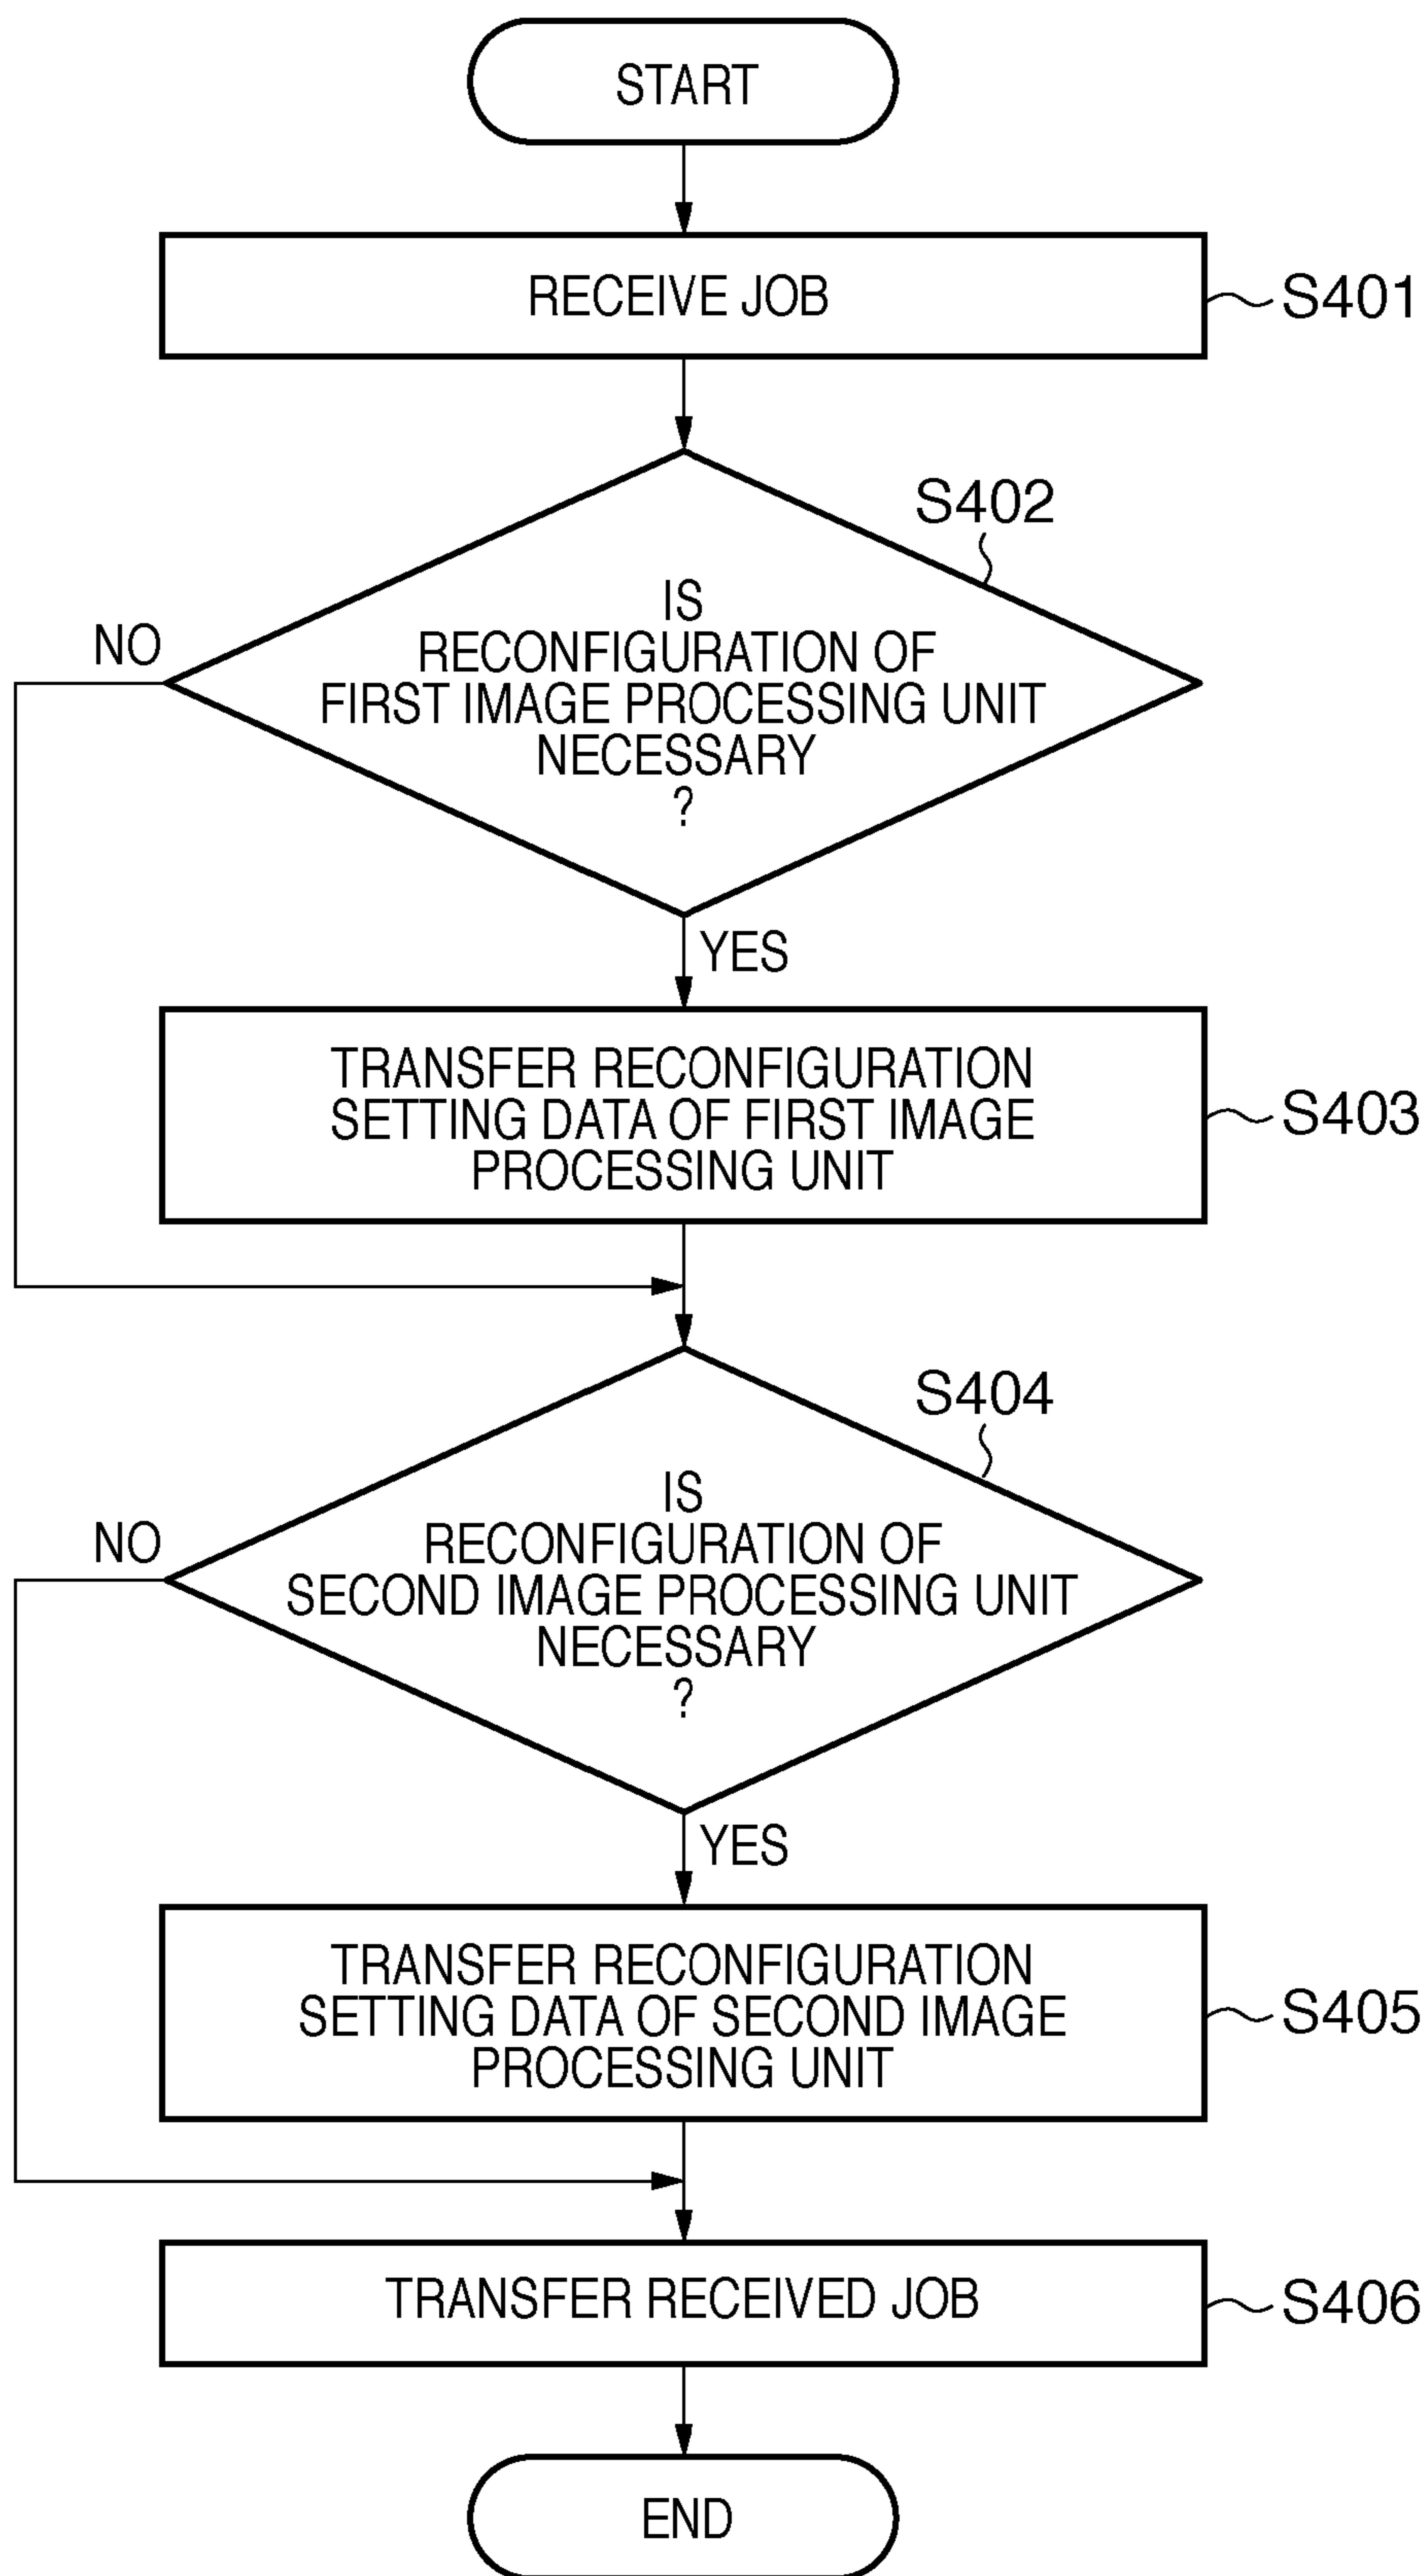 START
RECEIVE JOB
S401
S402
IS
RECONFIGURATION OF
FIRST IMAGE PROCESSING UNIT
NECESSARY
?
NO
YES
TRANSFER RECONFIGURATION
SETTING DATA OF FIRST IMAGE
PROCESSING UNIT
S403
S404
IS
RECONFIGURATION OF
SECOND IMAGE PROCESSING UNIT
NECESSARY
?
NO
YES
TRANSFER RECONFIGURATION
SETTING DATA OF SECOND IMAGE
PROCESSING UNIT
S405
TRANSFER RECEIVED JOB
S406
END